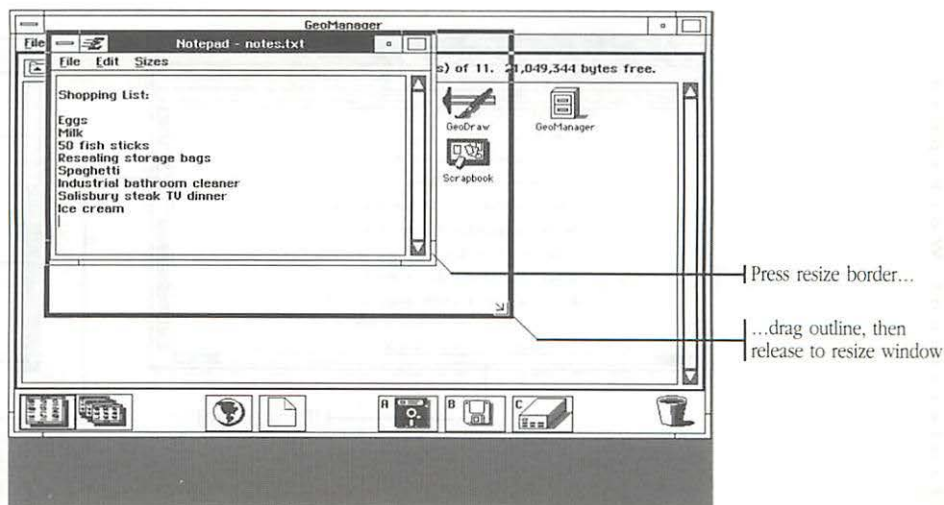 GeoManager
File
Notepad - notes.txt
File Edit Sizes
s) of 11. 21,049,344 bytes free.
Shopping List:
Eggs
Milk
50 fish sticks
Resealing storage bags
Spaghetti
Industrial bathroom cleaner
Salisbury steak TV dinner
Ice cream
GeoDraw
GeoManager
Scrapbook
Press resize border...
...drag outline, then
release to resize window
A
B
C